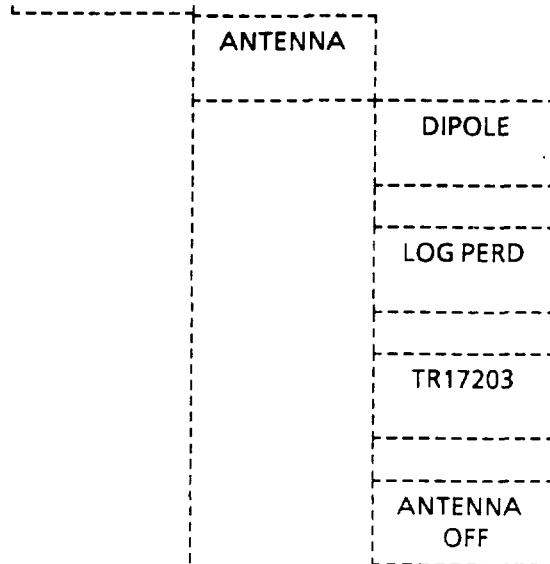 ANTENNA
DIPOLE
LOG PERD
TR17203
ANTENNA
OFF